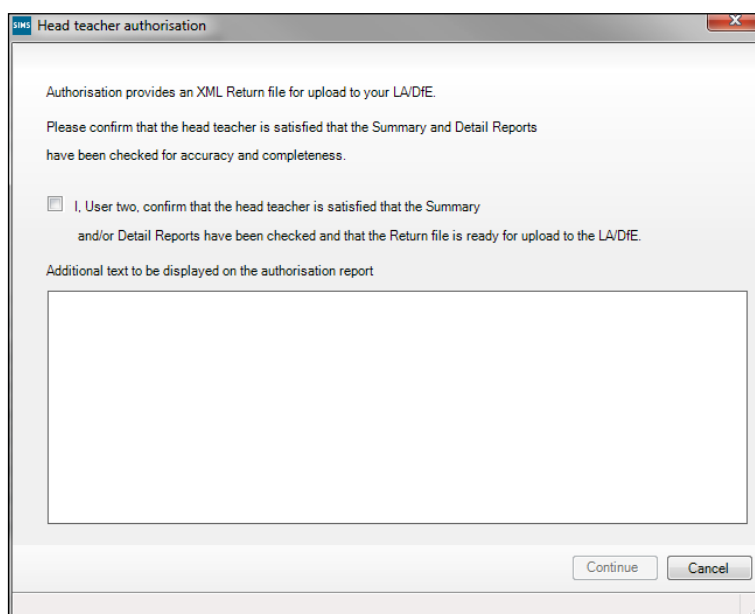 SIMS Head teacher authorisation
X
Authorisation provides an XML Return file for upload to your LA/DfE.
Please confirm that the head teacher is satisfied that the Summary and Detail Reports
have been checked for accuracy and completeness.
I, User two, confirm that the head teacher is satisfied that the Summary
and/or Detail Reports have been checked and that the Return file is ready for upload to the LA/DfE.
Additional text to be displayed on the authorisation report
Continue Cancel